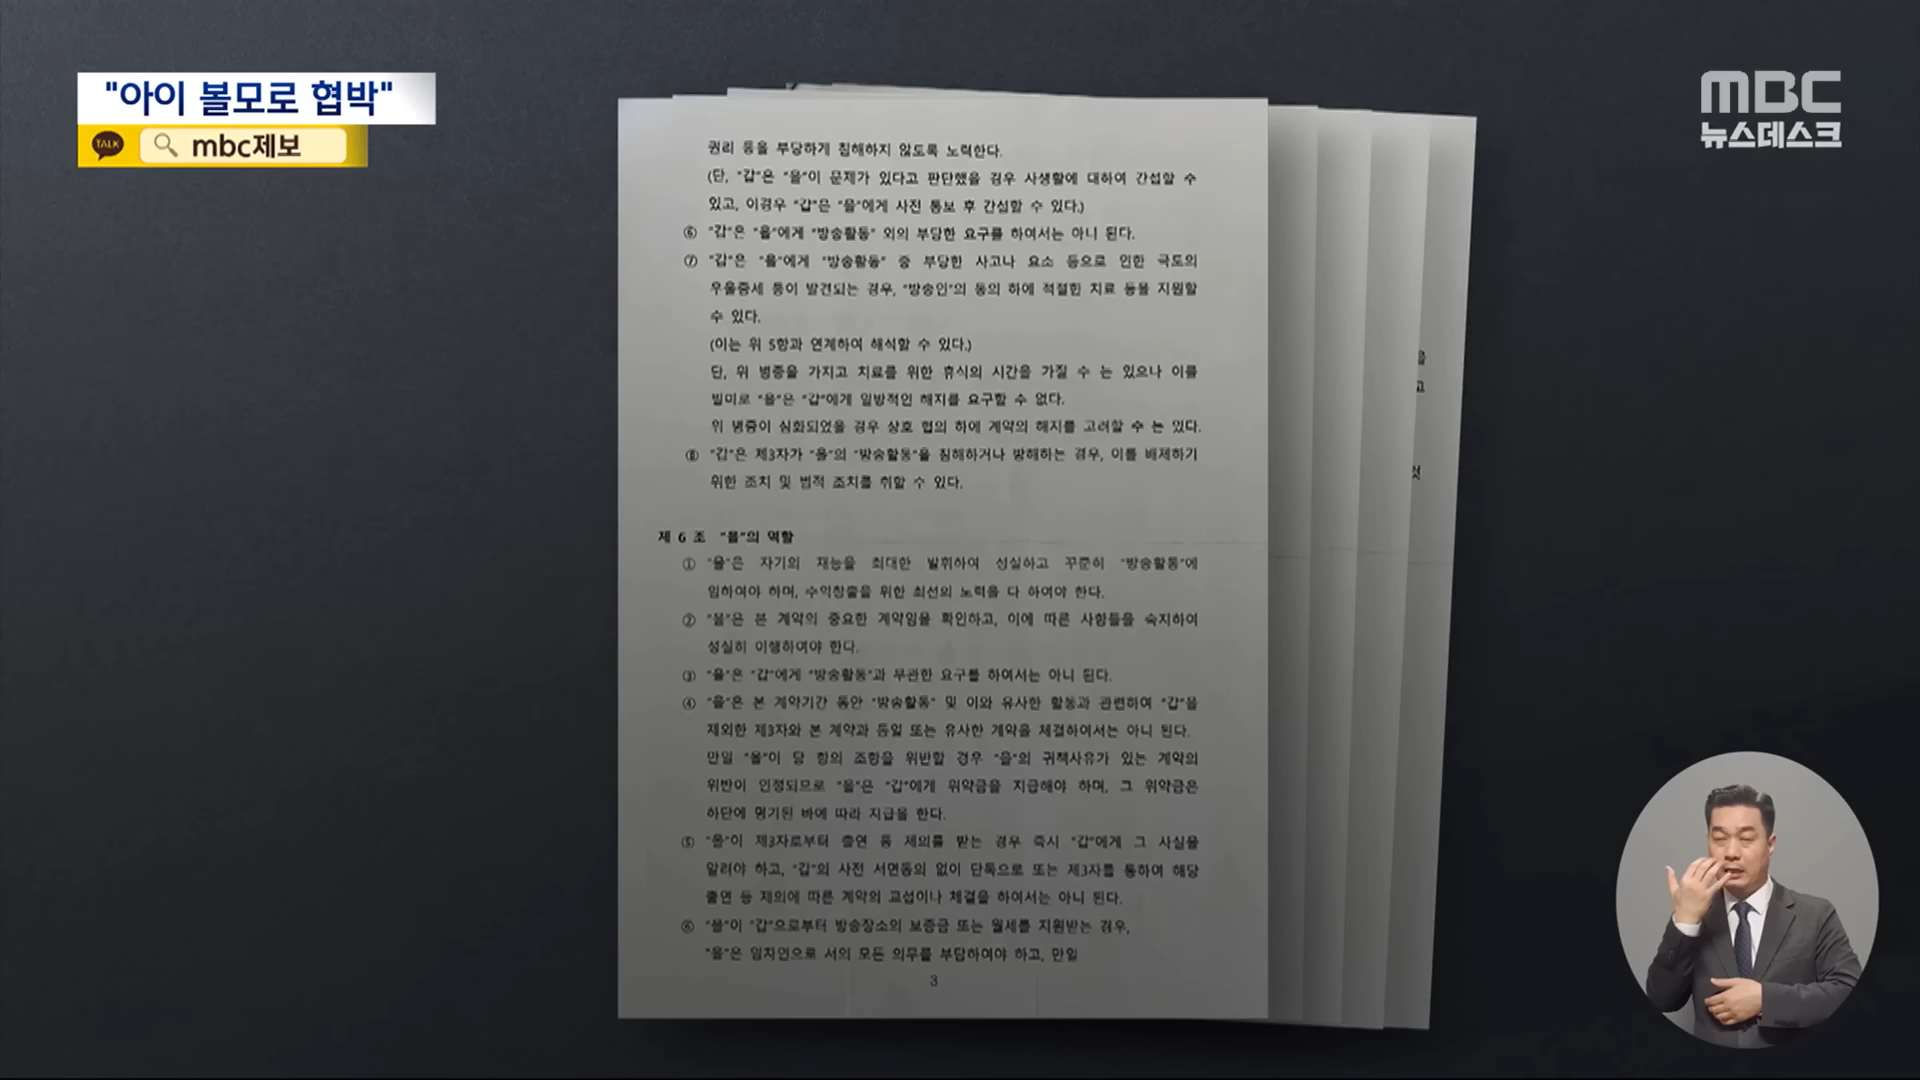 "아이 볼모로 협박"
TALK mbc제보
MBC
뉴스데스크
권리 등을 부당하게 침해하지 않도록 노력한다.
(단, "갑"은 "을"이 문제가 있다고 판단했을 경우 사생활에 대하여 간섭할 수
있고, 이경우 "갑"은 "을"에게 사전 통보 후 간섭할 수 있다.)
⑥ "갑"은 "을"에게 "방송활동" 외의 부당한 요구를 하여서는 아니 된다.
⑦ "갑"은 "을"에게 "방송활동" 중 부당한 사고나 요소 등으로 인한 극도의
우울증세 등이 발견되는 경우, "방송인"의 동의 하에 적절한 치료 등을 지원할
수 있다.
(이는 위 5항과 연계하여 해석할 수 있다.)
단, 위 병증을 가지고 치료를 위한 휴식의 시간을 가질 수 는 있으나 이를
빌미로 "을"은 "갑"에게 일방적인 해지를 요구할 수 없다.
위 병증이 심화되었을 경우 상호 협의 하에 계약의 해지를 고려할 수 는 있다.
⑧ "갑"은 제3자가 "을"의 "방송활동"을 침해하거나 방해하는 경우, 이를 배제하기
위한 조치 및 법적 조치를 취할 수 있다.
제 6 조 "을"의 역할
① "을"은 자기의 재능을 최대한 발휘하여 성실하고 꾸준히 "방송활동"에
임하여야 하며, 수익창출을 위한 최선의 노력을 다 하여야 한다.
② "을"은 본 계약의 중요한 계약임을 확인하고, 이에 따른 사항들을 숙지하여
성실히 이행하여야 한다.
③ "을"은 "갑"에게 "방송활동"과 무관한 요구를 하여서는 아니 된다.
④ "을"은 본 계약기간 동안 "방송활동" 및 이와 유사한 활동과 관련하여 "갑"을
제외한 제3자와 본 계약과 동일 또는 유사한 계약을 체결하여서는 아니 된다.
만일 "을"이 당 항의 조항을 위반할 경우 "을"의 귀책사유가 있는 계약의
위반이 인정되므로 "을"은 "갑"에게 위약금을 지급해야 하며, 그 위약금은
하단에 명기된 바에 따라 지급을 한다.
⑤ "을"이 제3자로부터 출연 등 제의를 받는 경우 즉시 "갑"에게 그 사실을
알려야 하고, "갑"의 사전 서면동의 없이 단독으로 또는 제3자를 통하여 해당
출연 등 제의에 따른 계약의 교섭이나 체결을 하여서는 아니 된다.
⑥ "을"이 "갑"으로부터 방송장소의 보증금 또는 월세를 지원받는 경우,
"을"은 임차인으로 서의 모든 의무를 부담하여야 하고, 만일
3
을
고
것